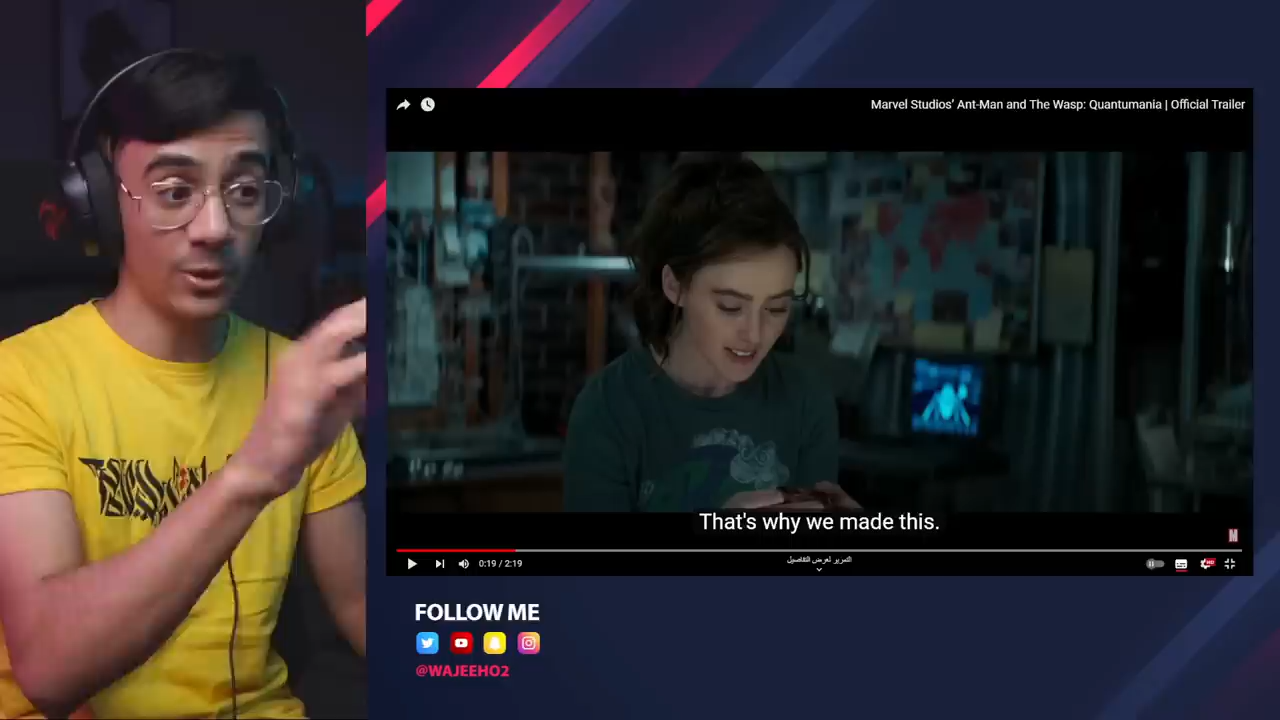 Marvel Studios' Ant-Man and The Wasp: Quantumania | Official Trailer
That's why we made this.
0:19 / 2:19
التمرير لعرض التفاصيل
FOLLOW ME
@WAJEEHO2